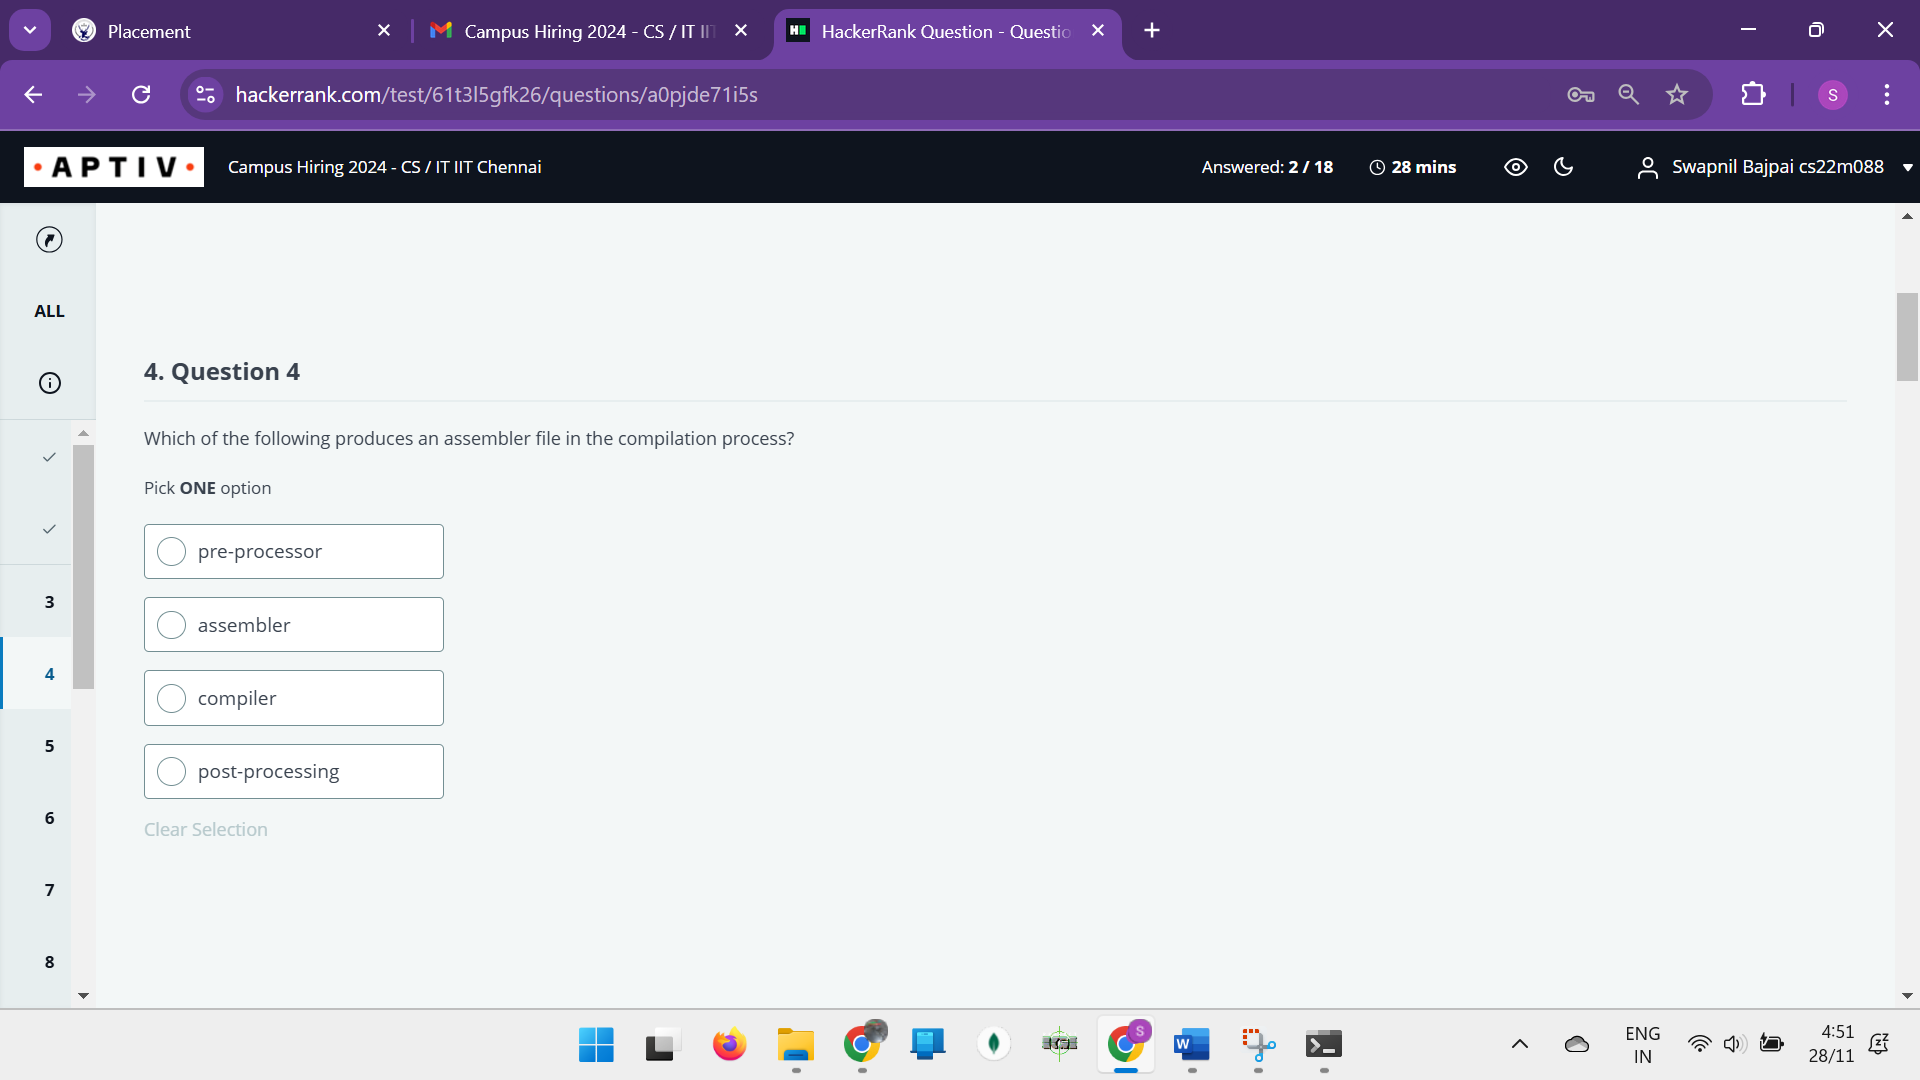 Placement
Campus Hiring 2024 - CS / IT II
HackerRank Question - Questio
hackerrank.com/test/61t3l5gfk26/questions/a0pjde71i5s
S
APTIV
Campus Hiring 2024 - CS / IT IIT Chennai
Answered: 2 / 18
28 mins
Swapnil Bajpai cs22m088
ALL
3
4
5
6
7
8
4. Question 4
Which of the following produces an assembler file in the compilation process?
Pick ONE option
pre-processor
assembler
compiler
post-processing
Clear Selection
S
W
ENG
IN
4:51
28/11